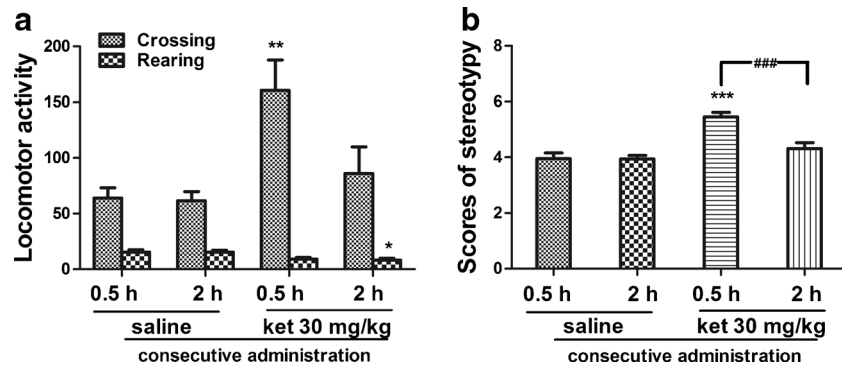 a
Crossing
Rearing
Locomotor activity
200
150
100
50
0
**
*
0.5 h 2 h 0.5 h 2 h
saline ket 30 mg/kg
consecutive administration
b
Scores of stereotypy
8
6
4
2
0
###
***
0.5 h 2 h 0.5 h 2 h
saline ket 30 mg/kg
consecutive administration